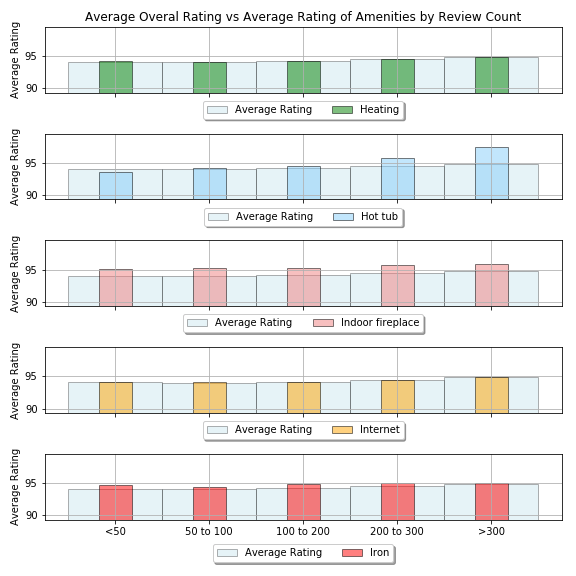 Average Overal Rating vs Average Rating of Amenities by Review Count
Average Rating
95
90
Average Rating Heating
Average Rating
95
90
Average Rating Hot tub
Average Rating
95
90
Average Rating Indoor fireplace
Average Rating
95
90
Average Rating Internet
Average Rating
95
90
<50 50 to 100 100 to 200 200 to 300 >300
Average Rating Iron